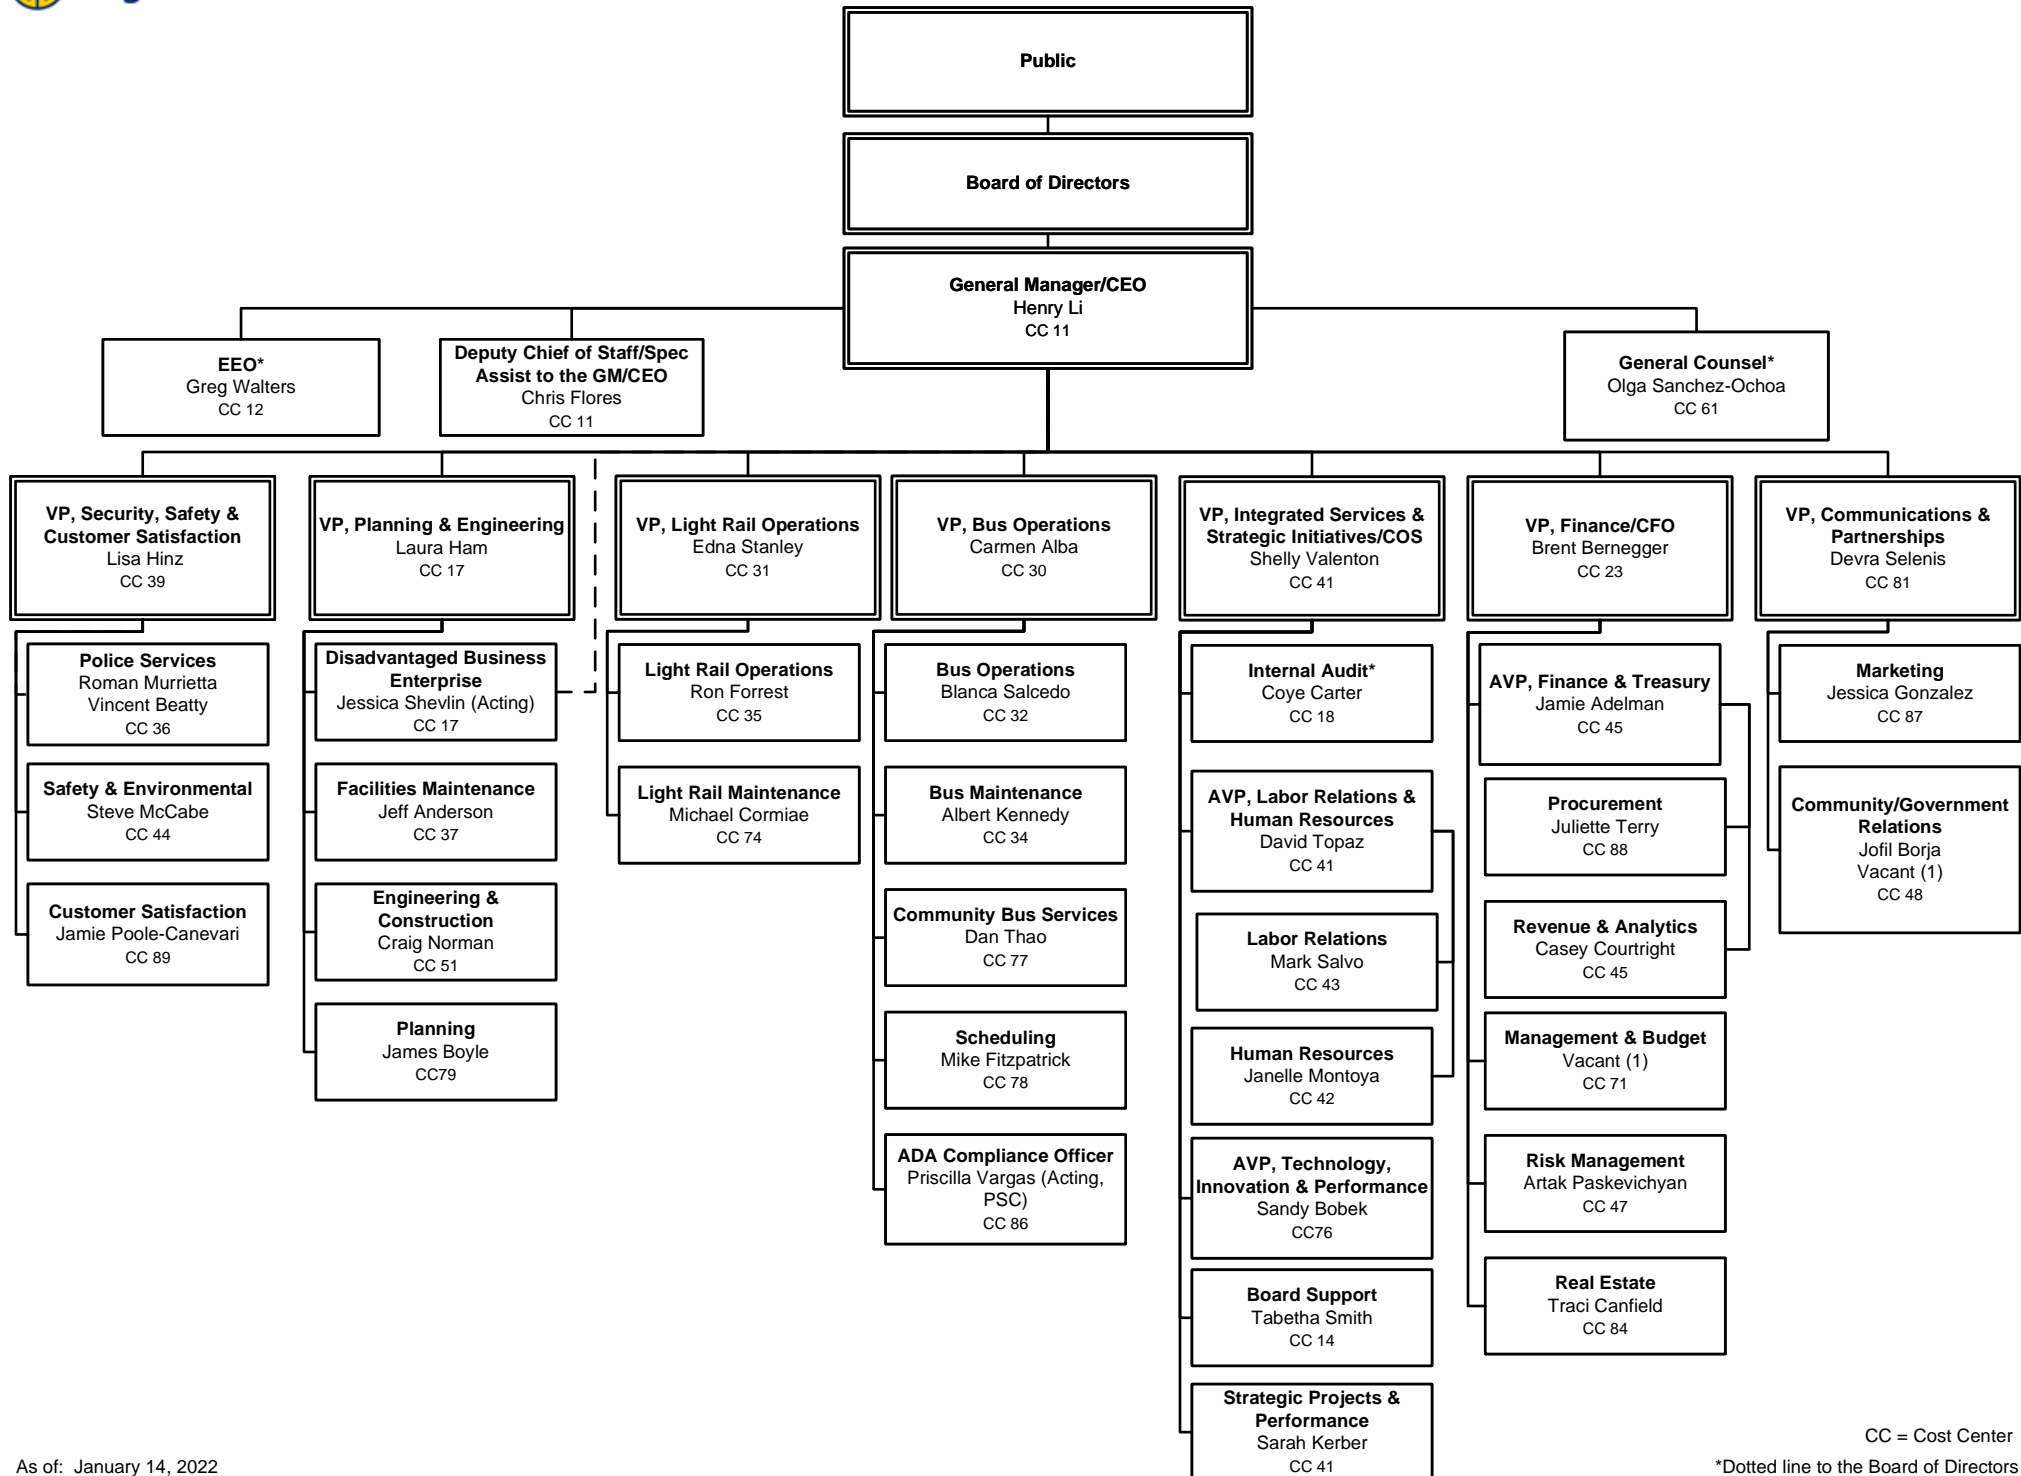 Public
Board of Directors
General Manager/CEO
Henry Li
CC 11
EEO*
Greg Walters
CC 12
Deputy Chief of Staff/Spec
Assist to the GM/CEO
Chris Flores
CC 11
General Counsel*
Olga Sanchez-Ochoa
CC 61
VP, Security, Safety &
Customer Satisfaction
Lisa Hinz
CC 39
VP, Planning & Engineering
Laura Ham
CC 17
VP, Light Rail Operations
Edna Stanley
CC 31
VP, Bus Operations
Carmen Alba
CC 30
VP, Integrated Services &
Strategic Initiatives/COS
Shelly Valenton
CC 41
VP, Finance/CFO
Brent Bernegger
CC 23
VP, Communications &
Partnerships
Devra Selenis
CC 81
Police Services
Roman Murrietta
Vincent Beatty
CC 36
Safety & Environmental
Steve McCabe
CC 44
Customer Satisfaction
Jamie Poole-Canevari
CC 89
Disadvantaged Business
Enterprise
Jessica Shevlin (Acting)
CC 17
Facilities Maintenance
Jeff Anderson
CC 37
Engineering &
Construction
Craig Norman
CC 51
Planning
James Boyle
CC79
Light Rail Operations
Ron Forrest
CC 35
Light Rail Maintenance
Michael Cormiae
CC 74
Bus Operations
Blanca Salcedo
CC 32
Bus Maintenance
Albert Kennedy
CC 34
Community Bus Services
Dan Thao
CC 77
Scheduling
Mike Fitzpatrick
CC 78
ADA Compliance Officer
Priscilla Vargas (Acting,
PSC)
CC 86
Internal Audit*
Coye Carter
CC 18
AVP, Labor Relations &
Human Resources
David Topaz
CC 41
Labor Relations
Mark Salvo
CC 43
Human Resources
Janelle Montoya
CC 42
AVP, Technology,
Innovation & Performance
Sandy Bobek
CC76
Board Support
Tabetha Smith
CC 14
Strategic Projects &
Performance
Sarah Kerber
CC 41
AVP, Finance & Treasury
Jamie Adelman
CC 45
Procurement
Juliette Terry
CC 88
Revenue & Analytics
Casey Courtright
CC 45
Management & Budget
Vacant (1)
CC 71
Risk Management
Artak Paskevichyan
CC 47
Real Estate
Traci Canfield
CC 84
Marketing
Jessica Gonzalez
CC 87
Community/Government
Relations
Jofil Borja
Vacant (1)
CC 48
CC = Cost Center
As of: January 14, 2022
*Dotted line to the Board of Directors